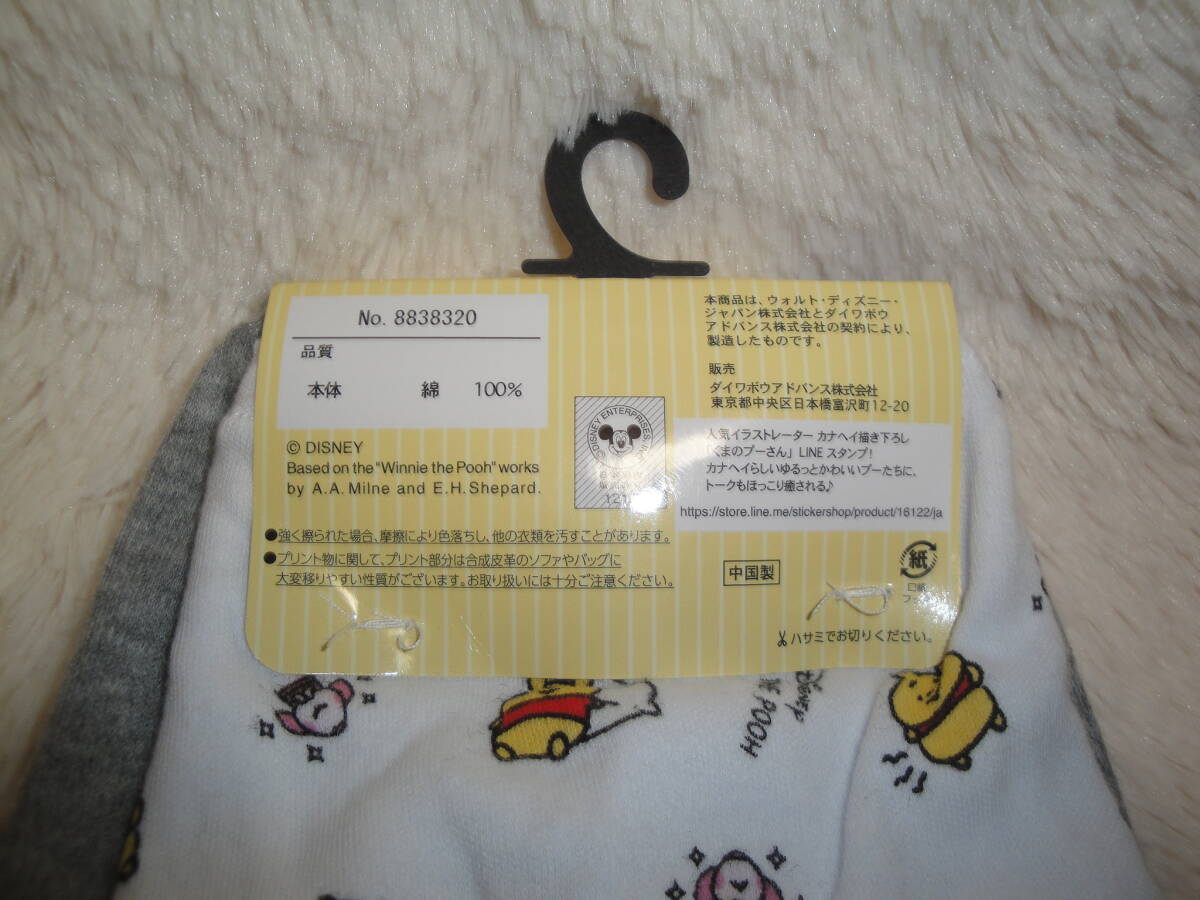 No. 8838320
品質
本体 綿 100%
© DISNEY
Based on the "Winnie the Pooh" works
by A.A. Milne and E.H. Shepard.
●強く擦られた場合、摩擦により色落ちし、他の衣類を汚すことがあります。
●プリント物に関して、プリント部分は合成皮革のソファやバッグに
大変移りやすい性質がございます。お取り扱いには十分ご注意ください。
© DISNEY ENTERPRISES, INC.
本商品は、ウォルト・ディズニー・
ジャパン株式会社とダイワボウ
アドバンス株式会社の契約により、
製造したものです。
販売
ダイワボウアドバンス株式会社
東京都中央区日本橋富沢町12-20
人気イラストレーター カナヘイ描き下ろし
「くまのプーさん」 LINE スタンプ!
カナヘイらしいゆるっとかわいいプーたちに、
トークもほっこり癒される♪
https://store.line.me/stickershop/product/16122/ja
中国製
紙
ハサミでお切りください。
Disney
POOH